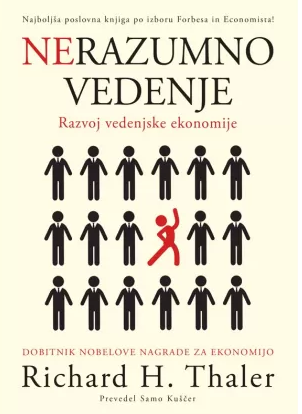 Najboljša poslovna knjiga po izboru Forbesa in Economista!
NERAZUMNO
VEDENJE
Razvoj vedenjske ekonomije
DOBITNIK NOBELOVE NAGRADE ZA EKONOMIJO
Richard H. Thaler
Prevedel Samo Kuščer